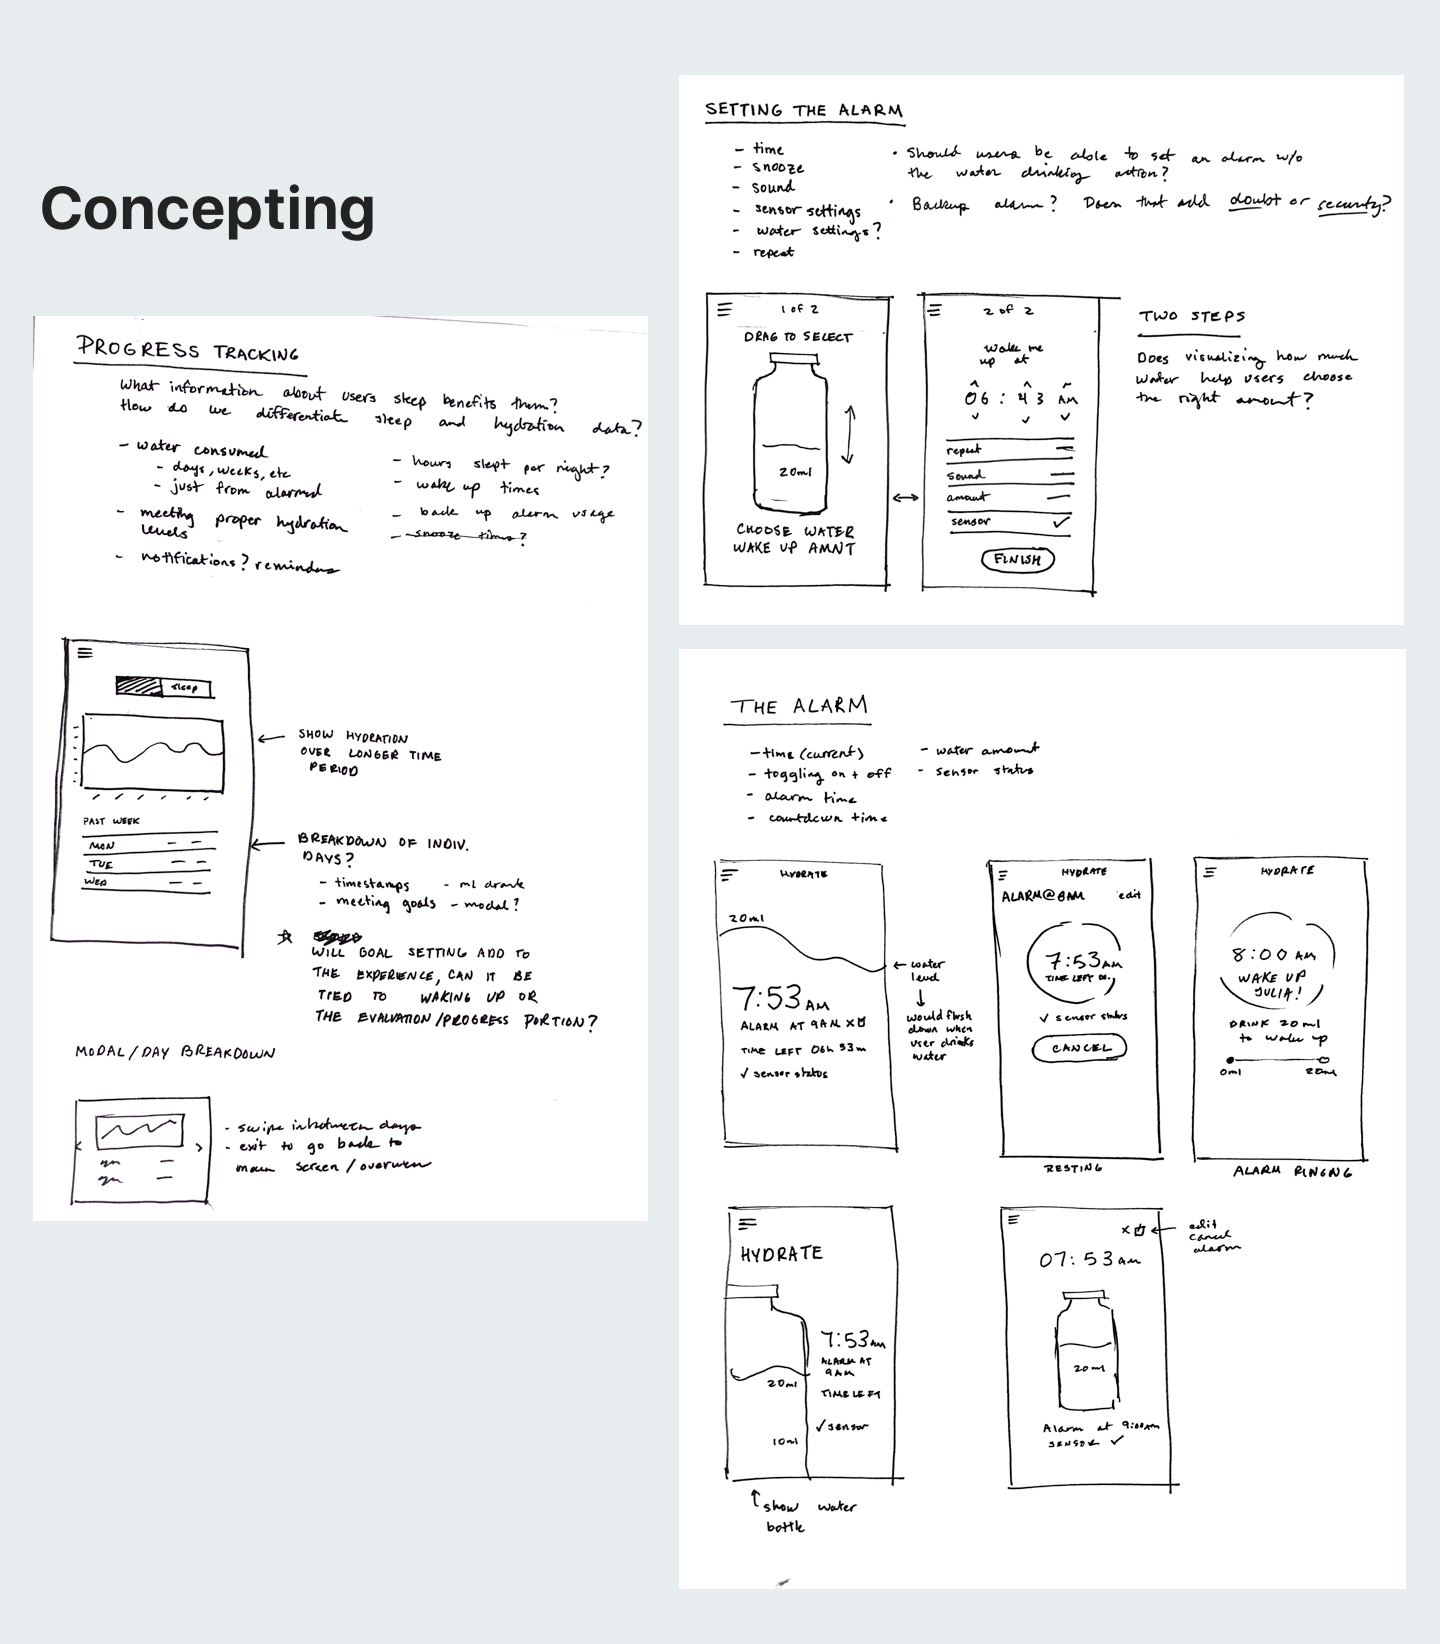 Concepting
PROGRESS TRACKING
What information about users sleep benefits them?
How do we differentiate sleep and hydration data?
- water consumed
- days, weeks, etc
- just from alarmed
- meeting proper hydration
levels
- notifications? reminders
- hours slept per night?
- wake up times
- back up alarm usage
- snooze times?
sleep
SHOW HYDRATION
OVER LONGER TIME
PERIOD
PAST WEEK
MON
TUE
WED
BREAKDOWN OF INDIV.
DAYS?
- timestamps
- meeting goals
- ml drank
- modal?
WILL GOAL SETTING ADD TO
THE EXPERIENCE, CAN IT BE
TIED TO WAKING UP OR
THE EVALUATION/PROGRESS PORTION?
MODAL/DAY BREAKDOWN
- swipe inbetween days
- exit to go back to
main screen/overview
SETTING THE ALARM
- time
- snooze
- sound
- sensor settings
- water settings?
- repeat
• Should users be able to set an alarm w/o
the water drinking action?
• Backup alarm? Does that add doubt or security?
1 of 2
DRAG TO SELECT
20ml
CHOOSE WATER
WAKE UP AMNT
2 of 2
wake me
up at
06 : 43 AM
repeat
sound
amount
sensor
FINISH
TWO STEPS
Does visualizing how much
water help users choose
the right amount?
THE ALARM
- time (current)
- toggling on + off
- alarm time
- countdown time
- water amount
- sensor status
HYDRATE
20ml
7:53 AM
ALARM AT 9AM X
TIME LEFT 06h 53m
✓ sensor status
← water
level
would flush
down when
user drinks
water
HYDRATE
ALARM@8AM edit
7:53AM
TIME LEFT
✓ sensor status
CANCEL
RESTING
HYDRATE
8:00 AM
WAKE UP
JULIA!
DRINK 20ml
to wake up
0ml
20ml
ALARM RINGING
HYDRATE
7:53AM
ALARM AT
9AM
TIME LEFT
✓ sensor
20ml
10ml
show water
bottle
X
edit
cancel
alarm
07:53 AM
20ml
Alarm at 9:00AM
SENSOR ✓